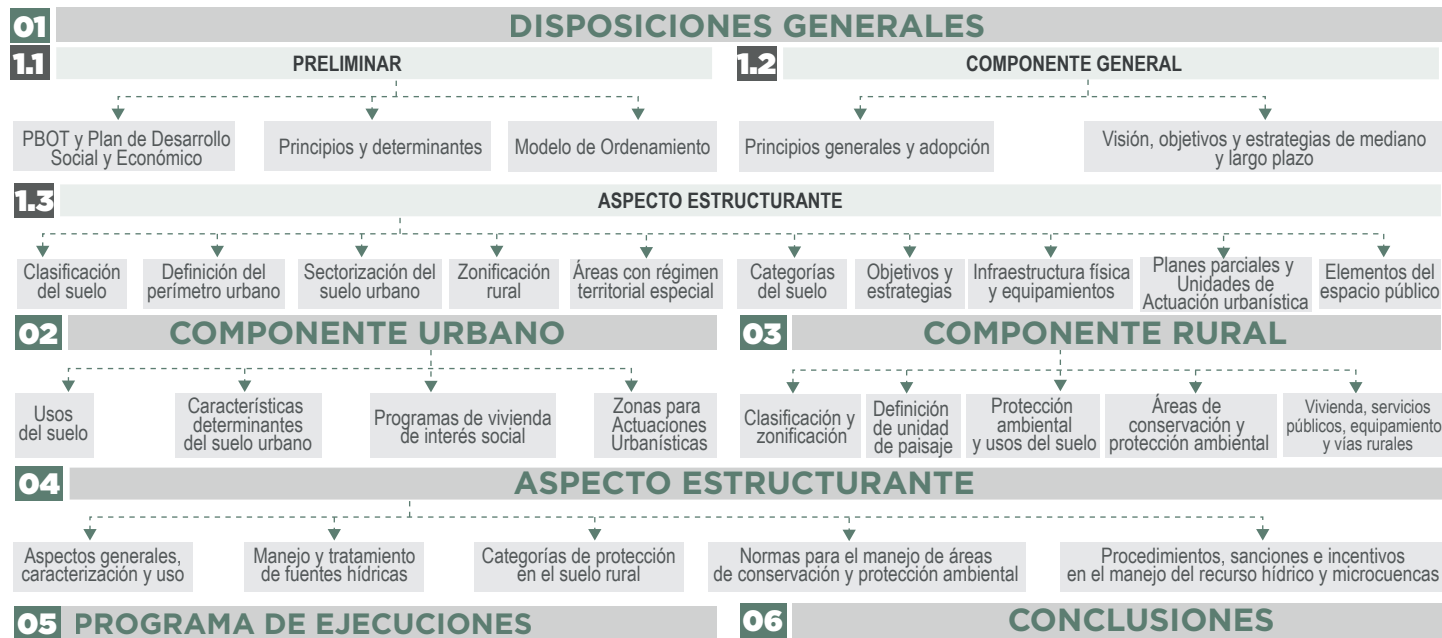 01 DISPOSICIONES GENERALES
1.1 PRELIMINAR
PBOT y Plan de Desarrollo
Social y Económico
Principios y determinantes
Modelo de Ordenamiento
1.2 COMPONENTE GENERAL
Principios generales y adopción
Visión, objetivos y estrategias de mediano
y largo plazo
1.3 ASPECTO ESTRUCTURANTE
Clasificación
del suelo
Definición del
perímetro urbano
Sectorización del
suelo urbano
Zonificación
rural
Áreas con régimen
territorial especial
Categorías
del suelo
Objetivos y
estrategias
Infraestructura física
y equipamientos
Planes parciales y
Unidades de
Actuación urbanística
Elementos del
espacio público
02 COMPONENTE URBANO
Usos
del suelo
Características
determinantes
del suelo urbano
Programas de vivienda
de interés social
Zonas para
Actuaciones
Urbanísticas
03 COMPONENTE RURAL
Clasificación y
zonificación
Definición
de unidad
de paisaje
Protección
ambiental
y usos del suelo
Áreas de
conservación y
protección ambiental
Vivienda, servicios
públicos, equipamiento
y vías rurales
04 ASPECTO ESTRUCTURANTE
Aspectos generales,
caracterización y uso
Manejo y tratamiento
de fuentes hídricas
Categorías de protección
en el suelo rural
Normas para el manejo de áreas
de conservación y protección ambiental
Procedimientos, sanciones e incentivos
en el manejo del recurso hídrico y microcuencas
05 PROGRAMA DE EJECUCIONES
06 CONCLUSIONES